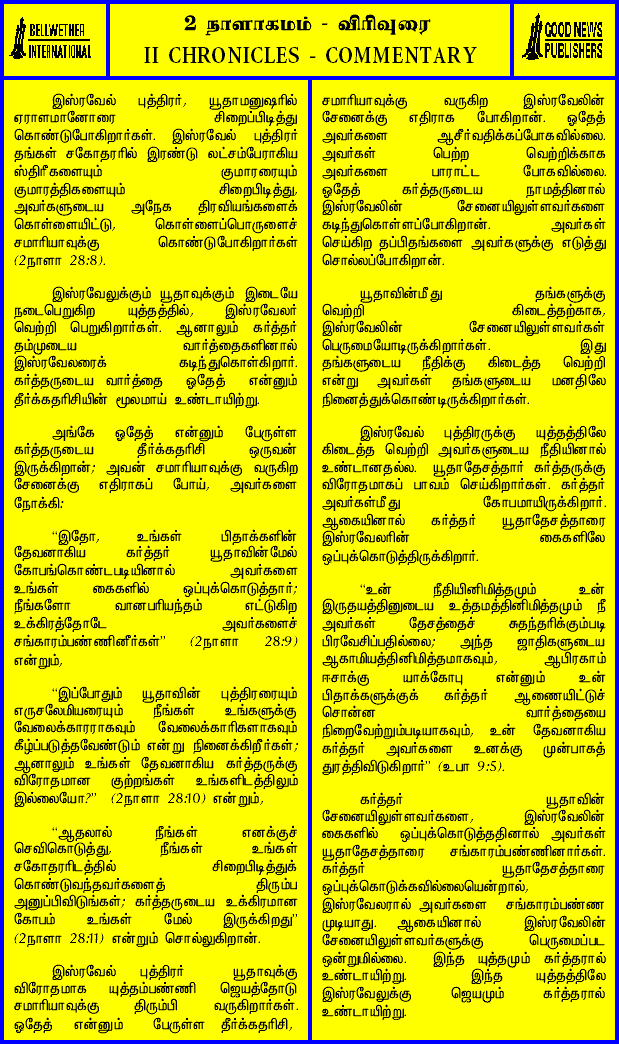 BELLWETHER
INTERNATIONAL
2 நாளாகமம் - விரிவுரை
II CHRONICLES - COMMENTARY
GOOD NEWS
PUBLISHERS
இஸ்ரவேல் புத்திரர், யூதாமனுஷரில்
ஏராளமானோரை சிறைப்பிடித்து
கொண்டுபோகிறார்கள். இஸ்ரவேல் புத்திரர்
தங்கள் சகோதரரில் இரண்டு லட்சம்பேராகிய
ஸ்திரீகளையும் குமாரரையும்
குமாரத்திகளையும் சிறைபிடித்து,
அவர்களுடைய அநேக திரவியங்களைக்
கொள்ளையிட்டு, கொள்ளைப்பொருளைச்
சமாரியாவுக்கு கொண்டுபோகிறார்கள்
(2நாளா 28:8).
இஸ்ரவேலுக்கும் யூதாவுக்கும் இடையே
நடைபெறுகிற யுத்தத்தில், இஸ்ரவேலர்
வெற்றி பெறுகிறார்கள். ஆனாலும் கர்த்தர்
தம்முடைய வார்த்தைகளினால்
இஸ்ரவேலரைக் கடிந்துகொள்கிறார்.
கர்த்தருடைய வார்த்தை ஓதேத் என்னும்
தீர்க்கதரிசியின் மூலமாய் உண்டாயிற்று.
அங்கே ஓதேத் என்னும் பேருள்ள
கர்த்தருடைய தீர்க்கதரிசி ஒருவன்
இருக்கிறான்; அவன் சமாரியாவுக்கு வருகிற
சேனைக்கு எதிராகப் போய், அவர்களை
நோக்கி:
“இதோ, உங்கள் பிதாக்களின்
தேவனாகிய கர்த்தர் யூதாவின்மேல்
கோபங்கொண்டபடியினால் அவர்களை
உங்கள் கைகளில் ஒப்புக்கொடுத்தார்;
நீங்களோ வானபரியந்தம் எட்டுகிற
உக்கிரத்தோடே அவர்களைச்
சங்காரம்பண்ணினீர்கள்” (2நாளா 28:9)
என்றும்,
“இப்போதும் யூதாவின் புத்திரரையும்
எருசலேமியரையும் நீங்கள் உங்களுக்கு
வேலைக்காரராகவும் வேலைக்காரிகளாகவும்
கீழ்ப்படுத்தவேண்டும் என்று நினைக்கிறீர்கள்;
ஆனாலும் உங்கள் தேவனாகிய கர்த்தருக்கு
விரோதமான குற்றங்கள் உங்களிடத்திலும்
இல்லையோ?” (2நாளா 28:10) என்றும்,
“ஆதலால் நீங்கள் எனக்குச்
செவிகொடுத்து, நீங்கள் உங்கள்
சகோதரரிடத்தில் சிறைபிடித்துக்
கொண்டுவந்தவர்களைத் திரும்ப
அனுப்பிவிடுங்கள்; கர்த்தருடைய உக்கிரமான
கோபம் உங்கள் மேல் இருக்கிறது”
(2நாளா 28:11) என்றும் சொல்லுகிறான்.
இஸ்ரவேல் புத்திரர் யூதாவுக்கு
விரோதமாக யுத்தம்பண்ணி ஜெயத்தோடு
சமாரியாவுக்கு திரும்பி வருகிறார்கள்.
ஓதேத் என்னும் பேருள்ள தீர்க்கதரிசி,
சமாரியாவுக்கு வருகிற இஸ்ரவேலின்
சேனைக்கு எதிராக போகிறான். ஓதேத்
அவர்களை ஆசீர்வதிக்கப்போகவில்லை.
அவர்கள் பெற்ற வெற்றிக்காக
அவர்களை பாராட்ட போகவில்லை.
ஓதேத் கர்த்தருடைய நாமத்தினால்
இஸ்ரவேலின் சேனையிலுள்ளவர்களை
கடிந்துகொள்ளப்போகிறான். அவர்கள்
செய்கிற தப்பிதங்களை அவர்களுக்கு எடுத்து
சொல்லப்போகிறான்.
யூதாவின்மீது தங்களுக்கு
வெற்றி கிடைத்தற்காக,
இஸ்ரவேலின் சேனையிலுள்ளவர்கள்
பெருமையோடிருக்கிறார்கள். இது
தங்களுடைய நீதிக்கு கிடைத்த வெற்றி
என்று அவர்கள் தங்களுடைய மனதிலே
நினைத்துக்கொண்டிருக்கிறார்கள்.
இஸ்ரவேல் புத்திரருக்கு யுத்தத்திலே
கிடைத்த வெற்றி அவர்களுடைய நீதியினால்
உண்டானதல்ல. யூதாதேசத்தார் கர்த்தருக்கு
விரோதமாகப் பாவம் செய்கிறார்கள். கர்த்தர்
அவர்கள்மீது கோபமாயிருக்கிறார்.
ஆகையினால் கர்த்தர் யூதாதேசத்தாரை
இஸ்ரவேலரின் கைகளிலே
ஒப்புக்கொடுத்திருக்கிறார்.
“உன் நீதியினிமித்தமும் உன்
இருதயத்தினுடைய உத்தமத்தினிமித்தமும் நீ
அவர்கள் தேசத்தைச் சுதந்தரிக்கும்படி
பிரவேசிப்பதில்லை; அந்த ஜாதிகளுடைய
ஆகாமியத்தினிமித்தமாகவும், ஆபிரகாம்
ஈசாக்கு யாக்கோபு என்னும் உன்
பிதாக்களுக்குக் கர்த்தர் ஆணையிட்டுச்
சொன்ன வார்த்தையை
நிறைவேற்றும்படியாகவும், உன் தேவனாகிய
கர்த்தர் அவர்களை உனக்கு முன்பாகத்
துரத்திவிடுகிறார்” (உபா 9:5).
கர்த்தர் யூதாவின்
சேனையிலுள்ளவர்களை, இஸ்ரவேலின்
கைகளில் ஒப்புக்கொடுத்ததினால் அவர்கள்
யூதாதேசத்தாரை சங்காரம்பண்ணினார்கள்.
கர்த்தர் யூதாதேசத்தாரை
ஒப்புக்கொடுக்கவில்லையென்றால்,
இஸ்ரவேலரால் அவர்களை சங்காரம்பண்ண
முடியாது. ஆகையினால் இஸ்ரவேலின்
சேனையிலுள்ளவர்களுக்கு பெருமைப்பட
ஒன்றுமில்லை. இந்த யுத்தமும் கர்த்தரால்
உண்டாயிற்று. இந்த யுத்தத்திலே
இஸ்ரவேலுக்கு ஜெயமும் கர்த்தரால்
உண்டாயிற்று.